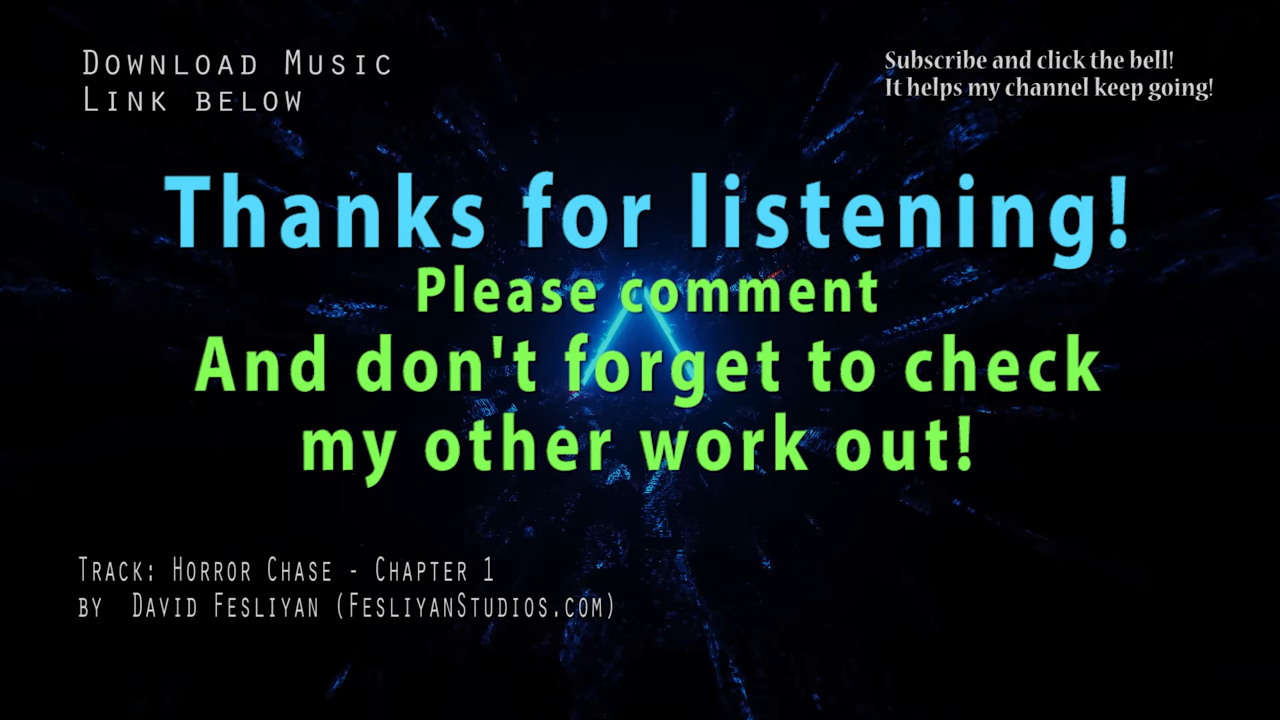 Download Music
Link below
Subscribe and click the bell!
It helps my channel keep going!
Thanks for listening!
Please comment
And don't forget to check
my other work out!
Track: Horror Chase - Chapter 1
by David Fesliyan (FesliyanStudios.com)